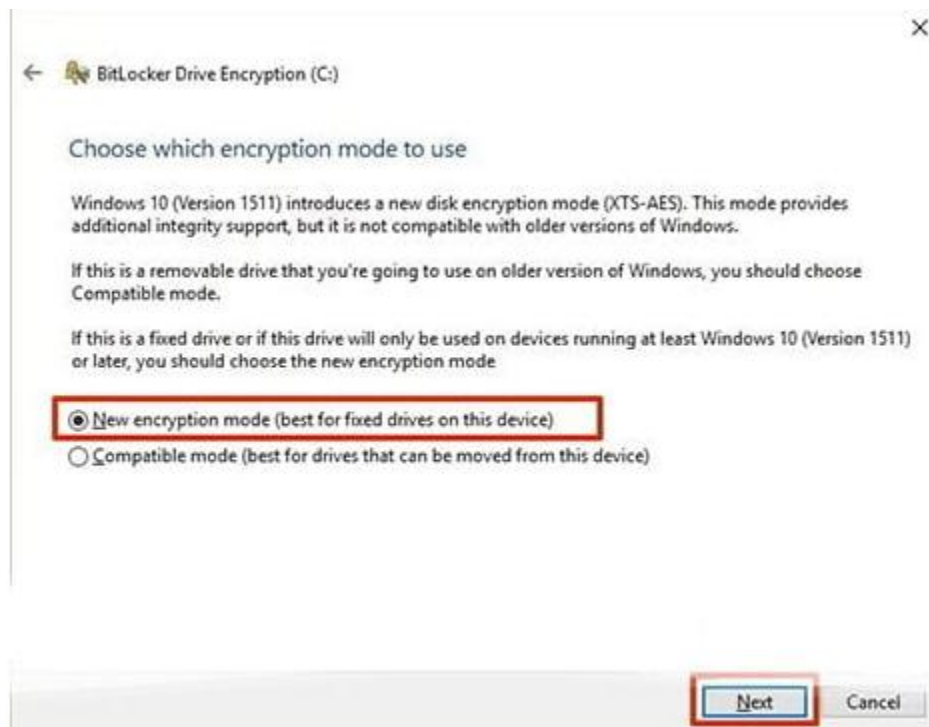 BitLocker Drive Encryption (C:)
Choose which encryption mode to use
Windows 10 (Version 1511) introduces a new disk encryption mode (XTS-AES). This mode provides
additional integrity support, but it is not compatible with older versions of Windows.
If this is a removable drive that you're going to use on older version of Windows, you should choose
Compatible mode.
If this is a fixed drive or if this drive will only be used on devices running at least Windows 10 (Version 1511)
or later, you should choose the new encryption mode
New encryption mode (best for fixed drives on this device)
Compatible mode (best for drives that can be moved from this device)
Next Cancel